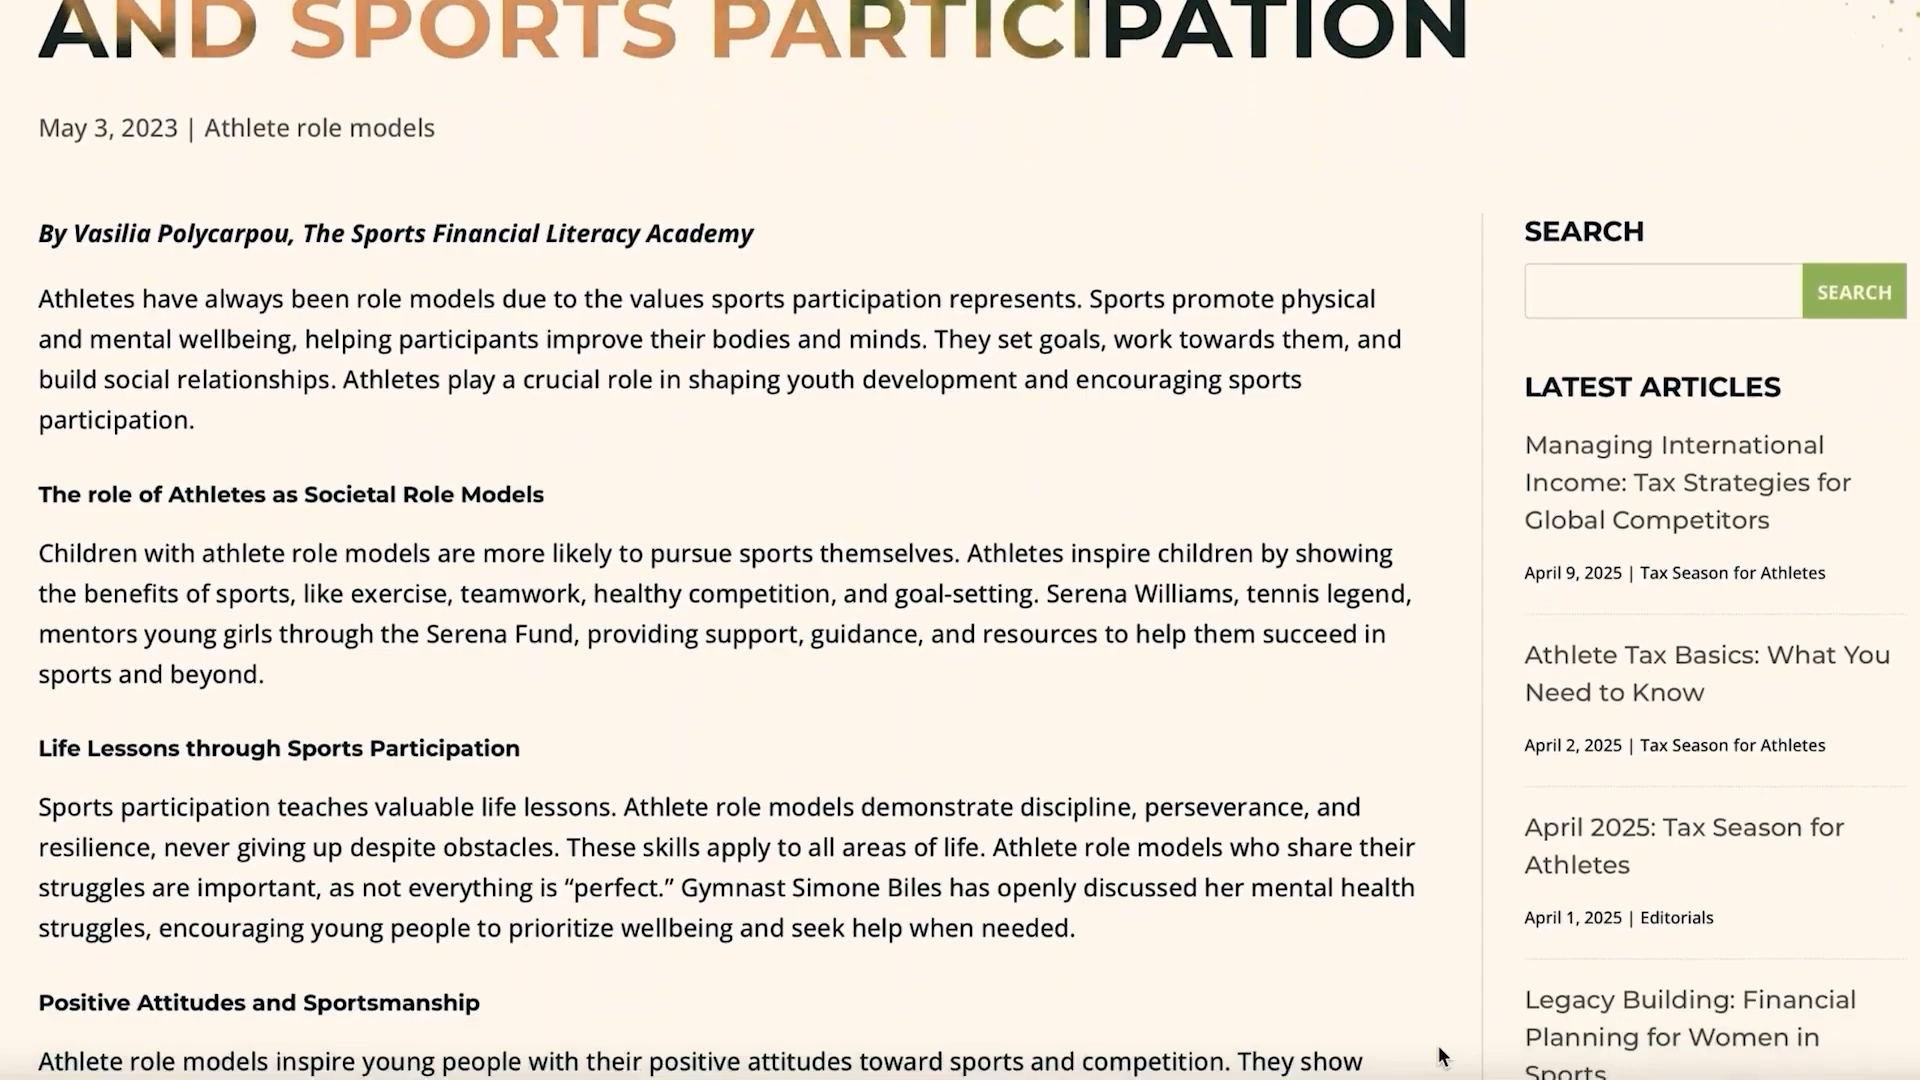 AND SPORTS PARTICIPATION
May 3, 2023 | Athlete role models
By Vasilia Polycarpou, The Sports Financial Literacy Academy
Athletes have always been role models due to the values sports participation represents. Sports promote physical
and mental wellbeing, helping participants improve their bodies and minds. They set goals, work towards them, and
build social relationships. Athletes play a crucial role in shaping youth development and encouraging sports
participation.
The role of Athletes as Societal Role Models
Children with athlete role models are more likely to pursue sports themselves. Athletes inspire children by showing
the benefits of sports, like exercise, teamwork, healthy competition, and goal-setting. Serena Williams, tennis legend,
mentors young girls through the Serena Fund, providing support, guidance, and resources to help them succeed in
sports and beyond.
Life Lessons through Sports Participation
Sports participation teaches valuable life lessons. Athlete role models demonstrate discipline, perseverance, and
resilience, never giving up despite obstacles. These skills apply to all areas of life. Athlete role models who share their
struggles are important, as not everything is “perfect.” Gymnast Simone Biles has openly discussed her mental health
struggles, encouraging young people to prioritize wellbeing and seek help when needed.
Positive Attitudes and Sportsmanship
Athlete role models inspire young people with their positive attitudes toward sports and competition. They show
SEARCH
SEARCH
LATEST ARTICLES
Managing International
Income: Tax Strategies for
Global Competitors
April 9, 2025 | Tax Season for Athletes
Athlete Tax Basics: What You
Need to Know
April 2, 2025 | Tax Season for Athletes
April 2025: Tax Season for
Athletes
April 1, 2025 | Editorials
Legacy Building: Financial
Planning for Women in
Sports